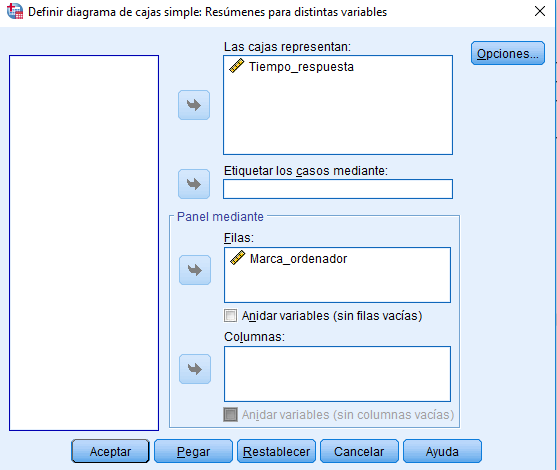 Definir diagrama de cajas simple: Resúmenes para distintas variables
Las cajas representan:
Tiempo_respuesta
Opciones...
Etiquetar los casos mediante:
Panel mediante
Filas:
Marca_ordenador
Anidar variables (sin filas vacías)
Columnas:
Anidar variables (sin columnas vacías)
Aceptar Pegar Restablecer Cancelar Ayuda